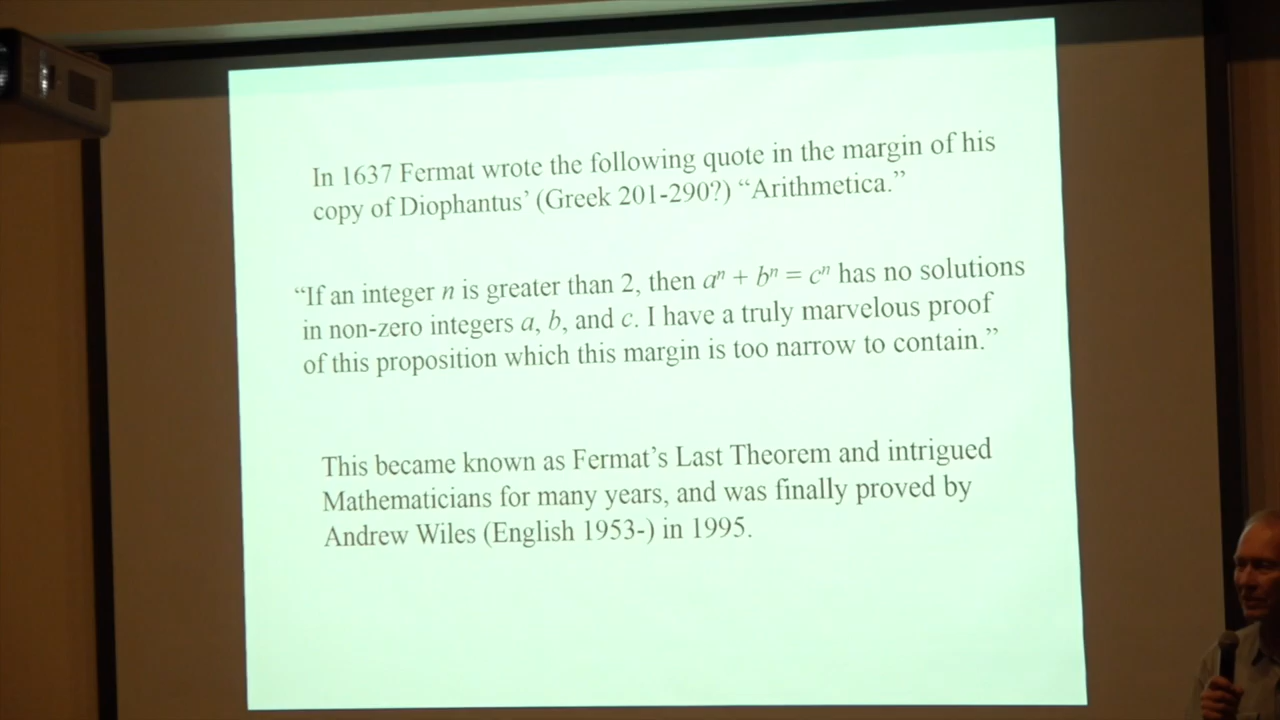 In 1637 Fermat wrote the following quote in the margin of his
copy of Diophantus’ (Greek 201-290?) “Arithmetica.”
“If an integer n is greater than 2, then aⁿ + bⁿ = cⁿ has no solutions
in non-zero integers a, b, and c. I have a truly marvelous proof
of this proposition which this margin is too narrow to contain.”
This became known as Fermat’s Last Theorem and intrigued
Mathematicians for many years, and was finally proved by
Andrew Wiles (English 1953-) in 1995.